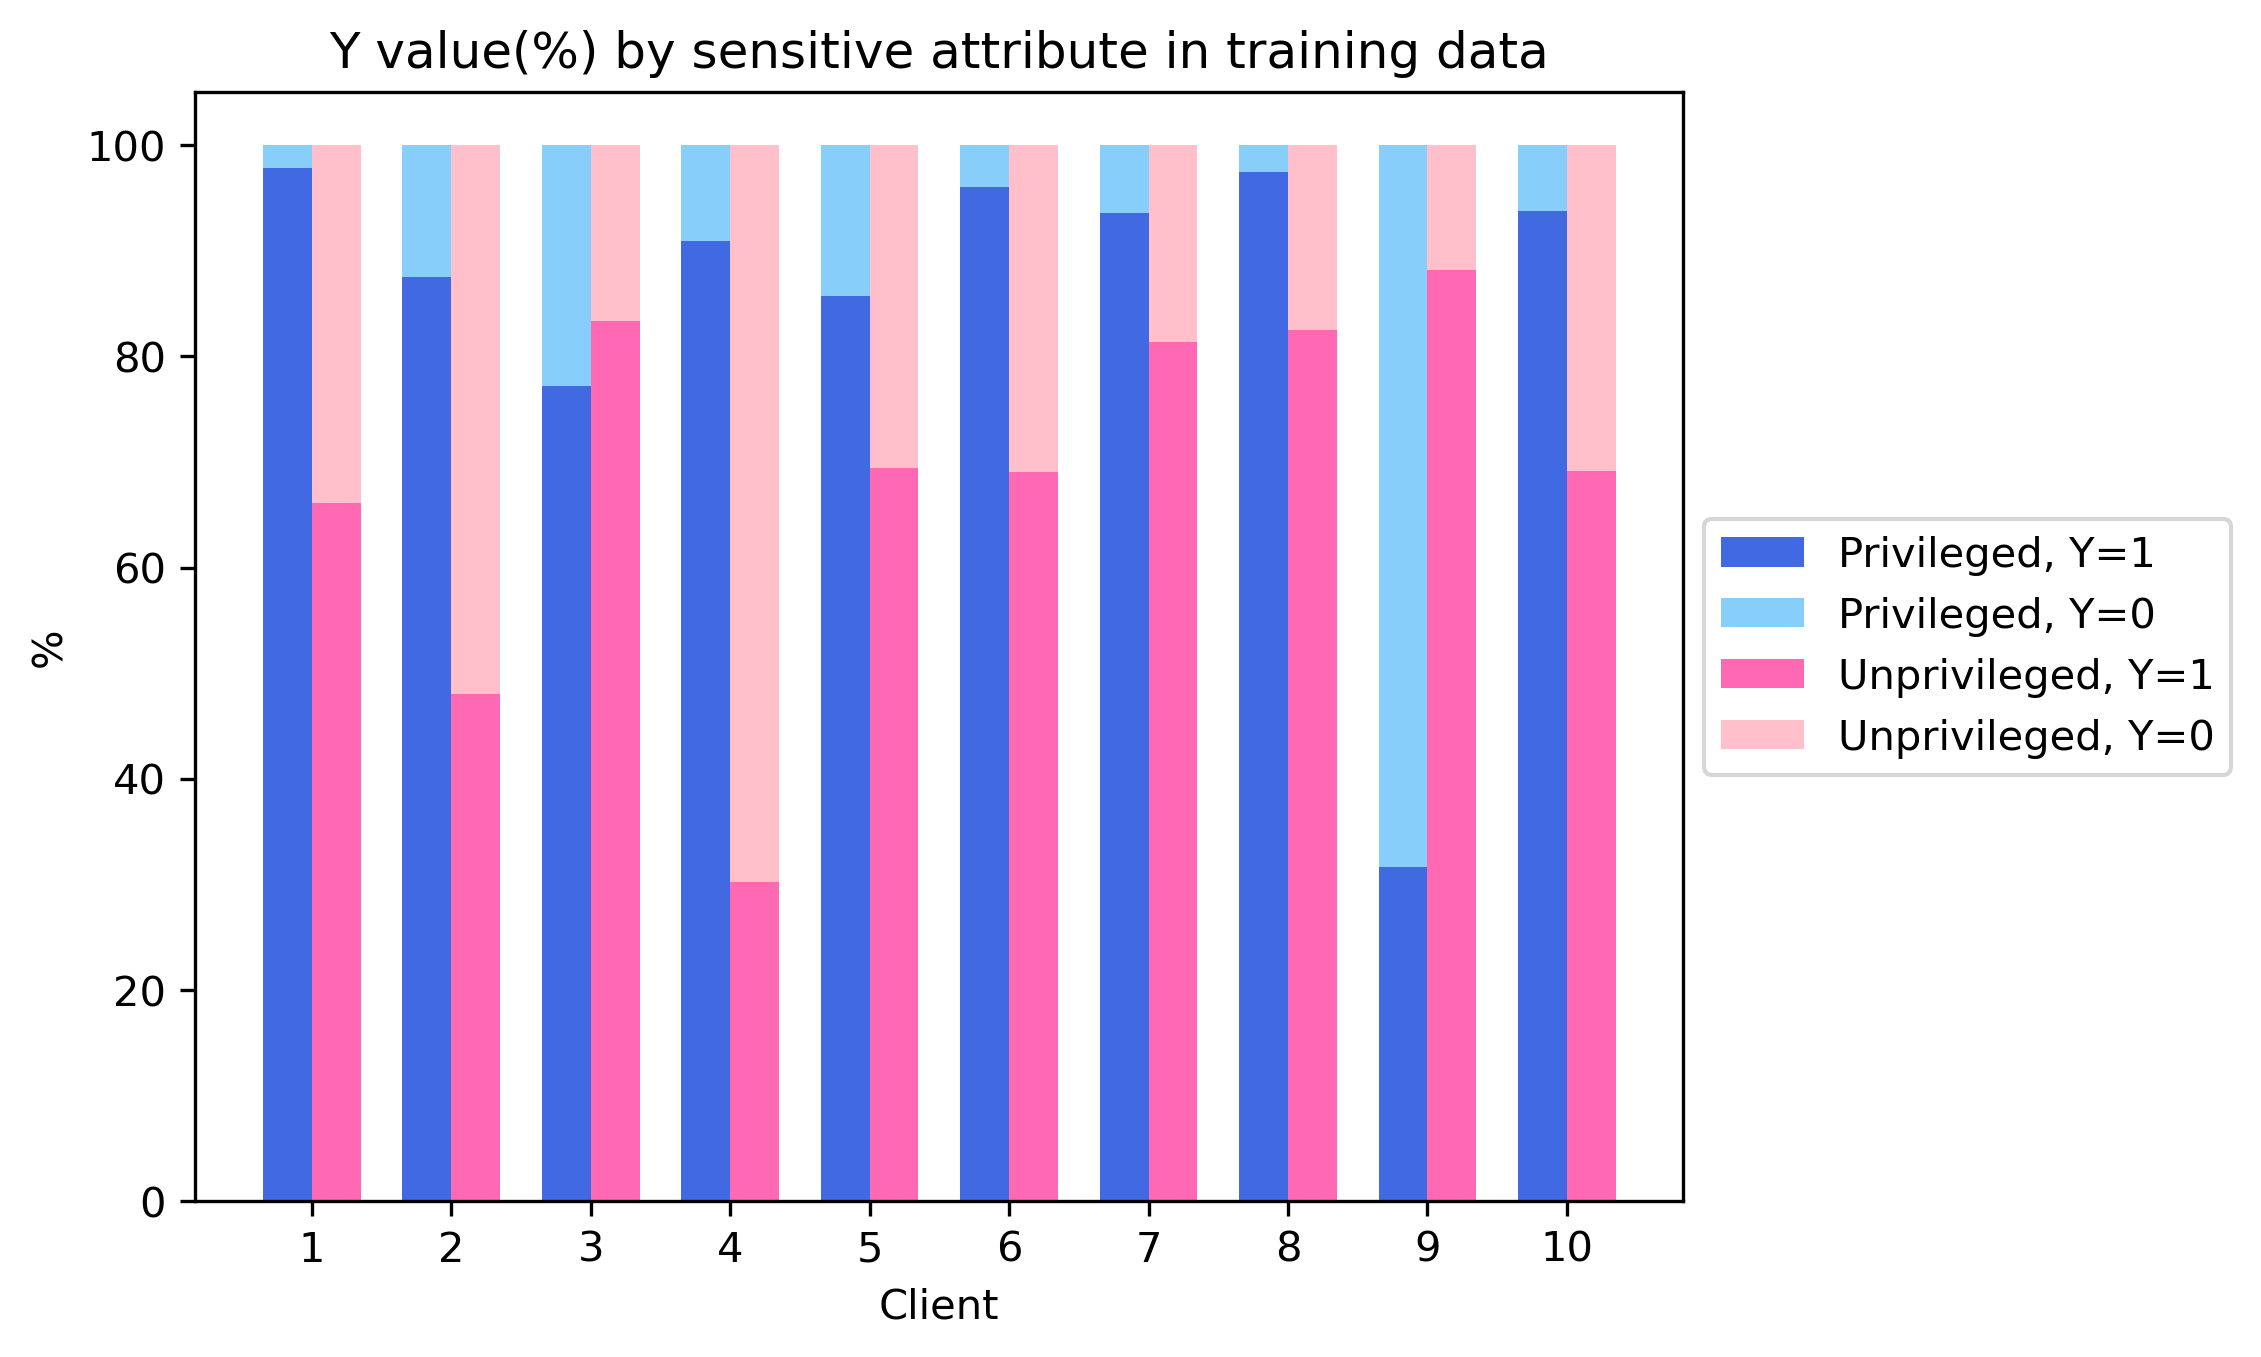 Y value(%) by sensitive attribute in training data
100
80
60
40
20
0
%
1 2 3 4 5 6 7 8 9 10
Client
Privileged, Y=1
Privileged, Y=0
Unprivileged, Y=1
Unprivileged, Y=0